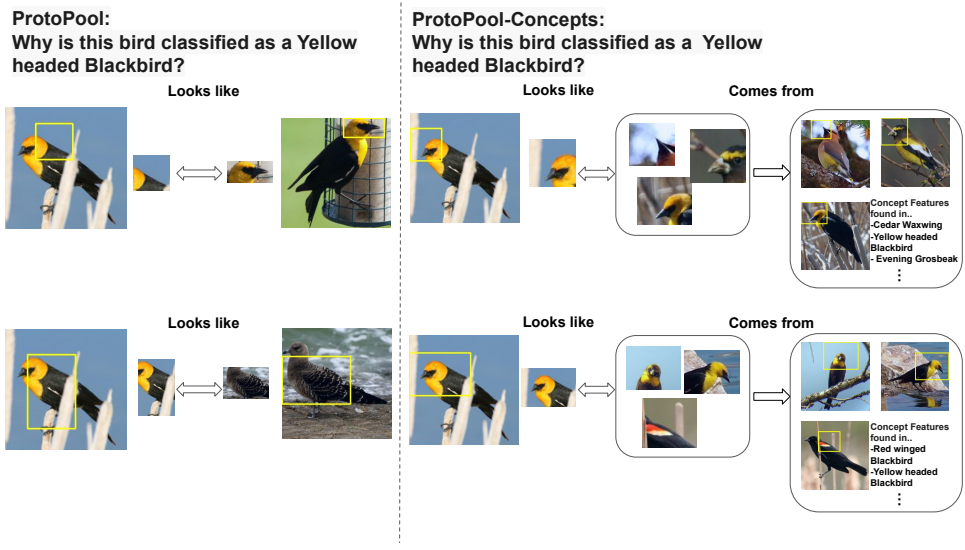 ProtoPool:
Why is this bird classified as a Yellow
headed Blackbird?
Looks like
Looks like
ProtoPool-Concepts:
Why is this bird classified as a  Yellow
headed Blackbird?
Looks like
Comes from
Concept Features
found in..
-Cedar Waxwing
-Yellow headed
Blackbird
- Evening Grosbeak
Looks like
Comes from
Concept Features
found in..
-Red winged
Blackbird
-Yellow headed
Blackbird